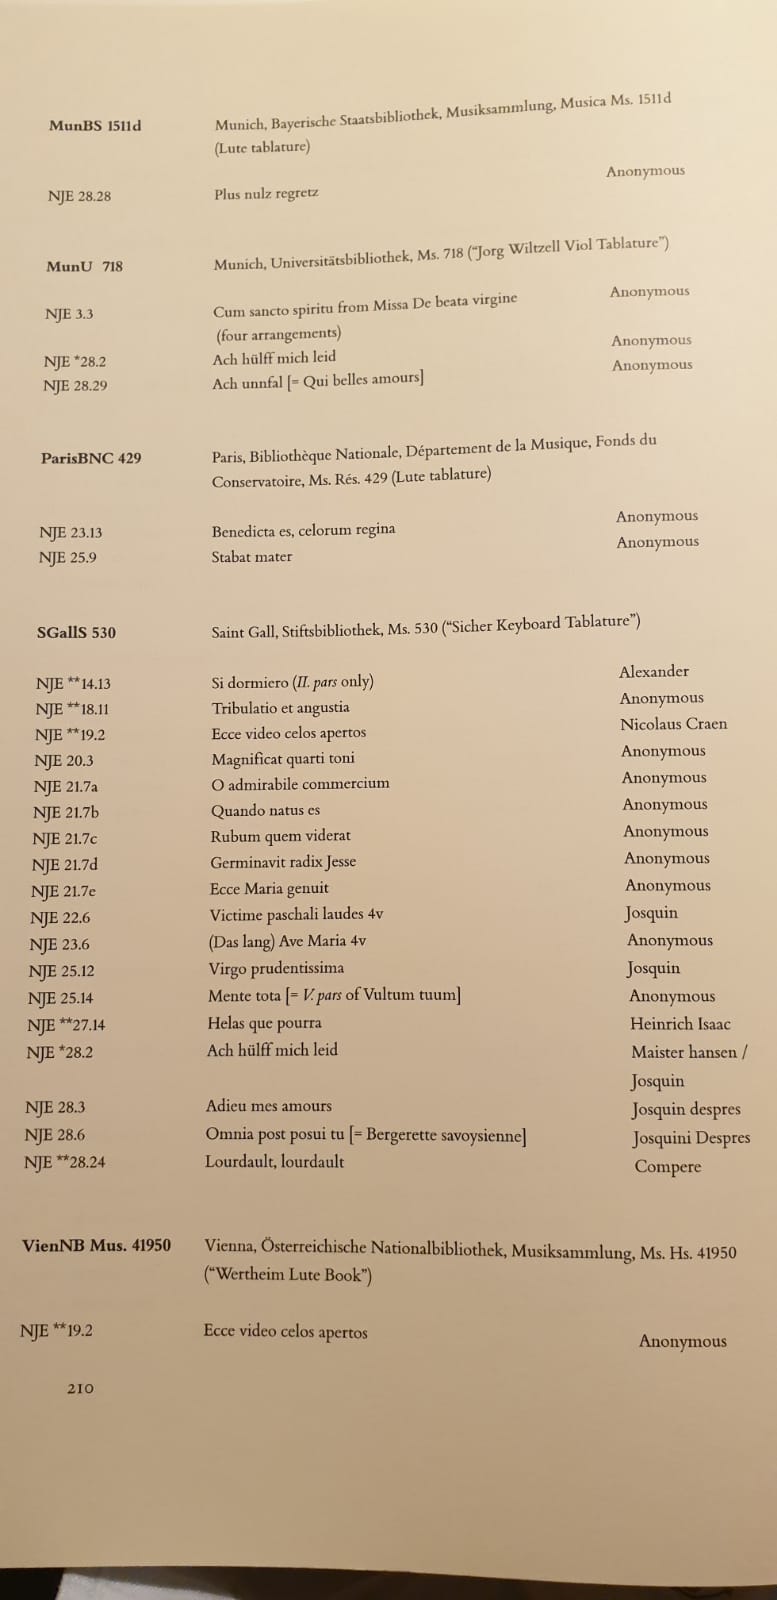 MunBS 1511d Munich, Bayerische Staatsbibliothek, Musiksammlung, Musica Ms. 1511d
(Lute tablature)
NJE 28.28 Plus nulz regretz Anonymous
MunU 718 Munich, Universitätsbibliothek, Ms. 718 (“Jorg Wiltzell Viol Tablature”)
NJE 3.3 Cum sancto spiritu from Missa De beata virgine Anonymous
(four arrangements)
NJE *28.2 Ach hülff mich leid Anonymous
NJE 28.29 Ach unnfal [= Qui belles amours] Anonymous
ParisBNC 429 Paris, Bibliothèque Nationale, Département de la Musique, Fonds du
Conservatoire, Ms. Rés. 429 (Lute tablature)
NJE 23.13 Benedicta es, celorum regina Anonymous
NJE 25.9 Stabat mater Anonymous
SGallS 530 Saint Gall, Stiftsbibliothek, Ms. 530 (“Sicher Keyboard Tablature”)
NJE **14.13 Si dormiero (II. pars only) Alexander
NJE **18.11 Tribulatio et angustia Anonymous
NJE **19.2 Ecce video celos apertos Nicolaus Craen
NJE 20.3 Magnificat quarti toni Anonymous
NJE 21.7a O admirabile commercium Anonymous
NJE 21.7b Quando natus es Anonymous
NJE 21.7c Rubum quem viderat Anonymous
NJE 21.7d Germinavit radix Jesse Anonymous
NJE 21.7e Ecce Maria genuit Anonymous
NJE 22.6 Victime paschali laudes 4v Josquin
NJE 23.6 (Das lang) Ave Maria 4v Anonymous
NJE 25.12 Virgo prudentissima Josquin
NJE 25.14 Mente tota [= V. pars of Vultum tuum] Anonymous
NJE **27.14 Helas que pourra Heinrich Isaac
NJE *28.2 Ach hülff mich leid Maister hansen /
Josquin
NJE 28.3 Adieu mes amours Josquin despres
NJE 28.6 Omnia post posui tu [= Bergerette savoysienne] Josquini Despres
NJE **28.24 Lourdault, lourdault Compere
VienNB Mus. 41950 Vienna, Österreichische Nationalbibliothek, Musiksammlung, Ms. Hs. 41950
(“Wertheim Lute Book”)
NJE **19.2 Ecce video celos apertos Anonymous
210